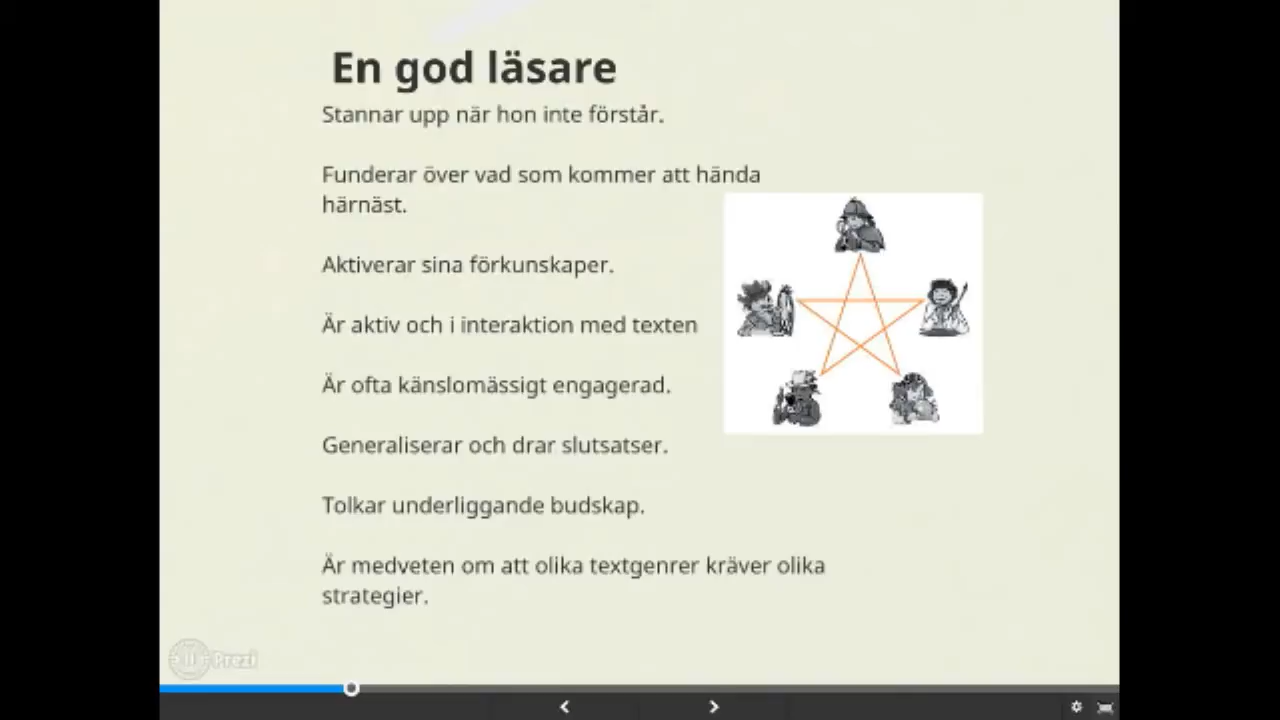 En god läsare
Stannar upp när hon inte förstår.
Funderar över vad som kommer att hända
härnäst.
Aktiverar sina förkunskaper.
Är aktiv och i interaktion med texten
Är ofta känslomässigt engagerad.
Generaliserar och drar slutsatser.
Tolkar underliggande budskap.
Är medveten om att olika textgenrer kräver olika
strategier.
Prezi